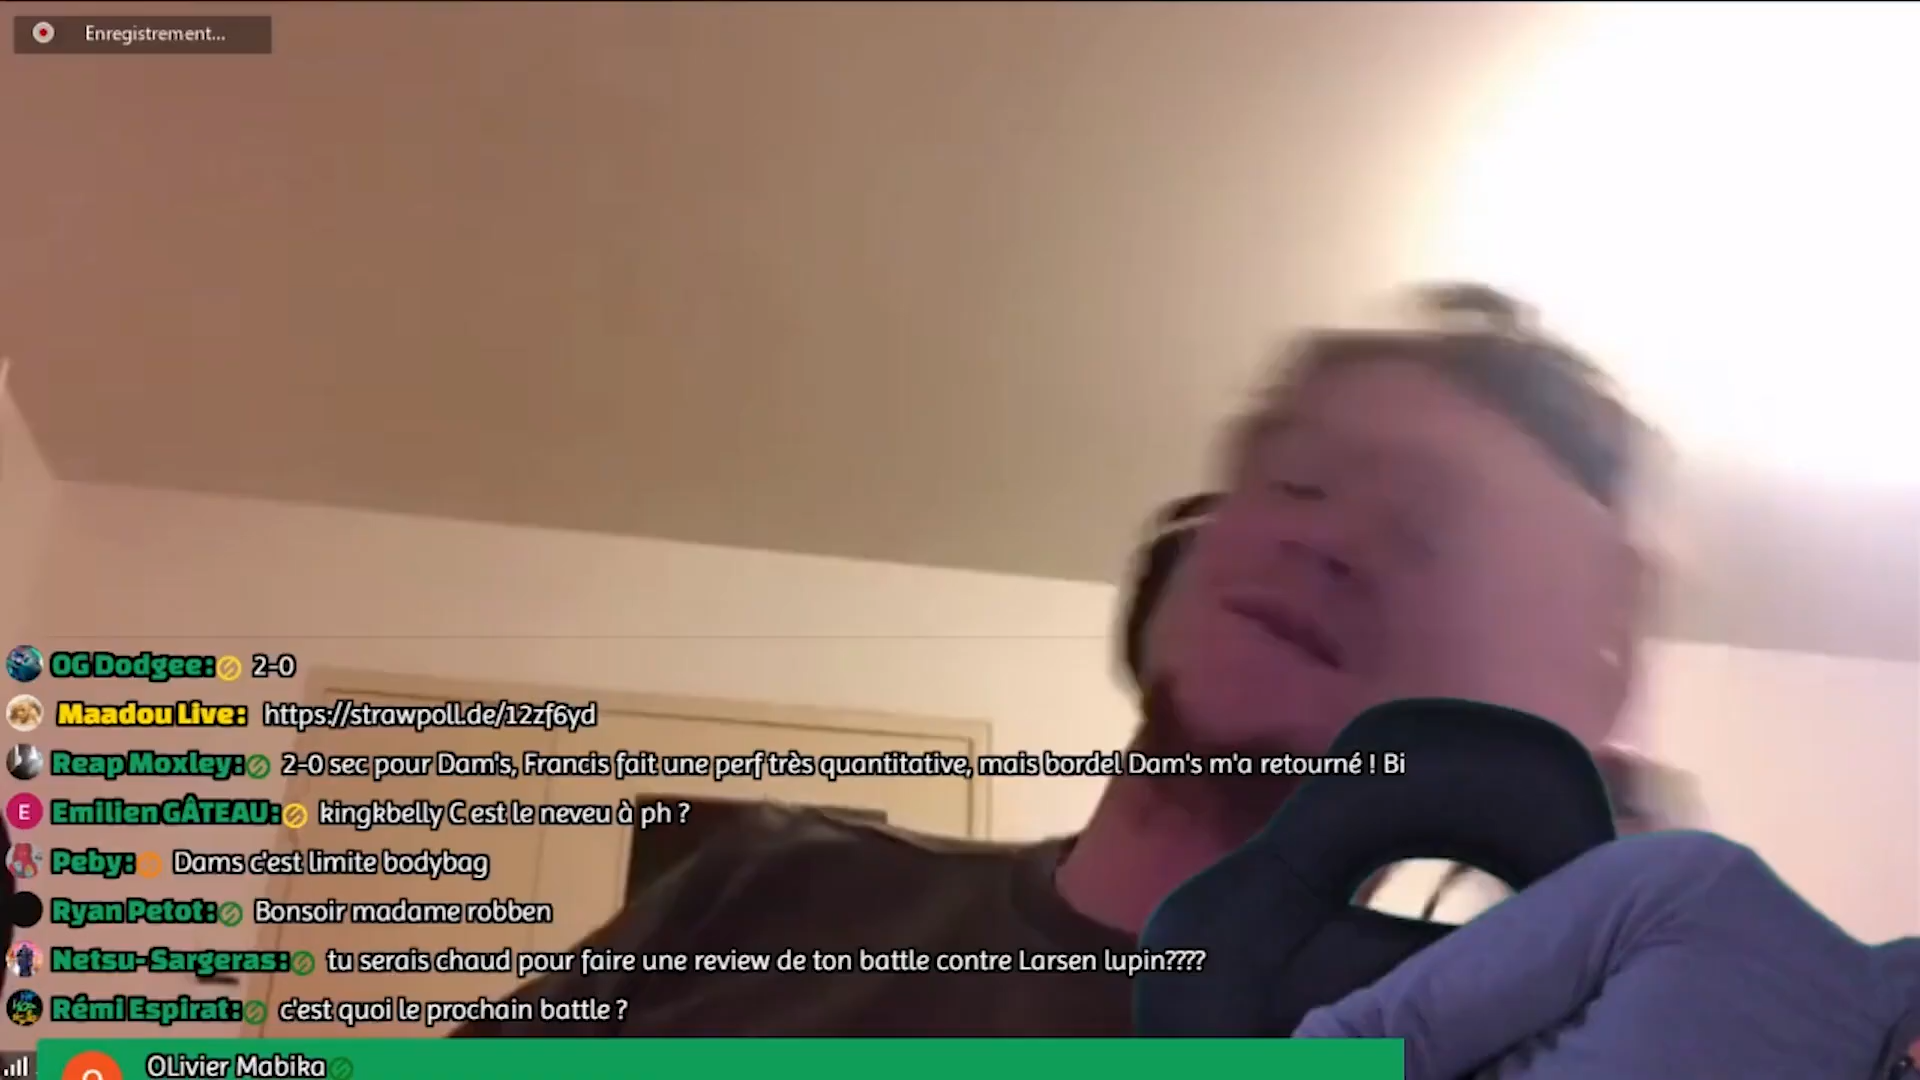 Enregistrement...
OG Dodgee: 2-0
Maadou Live: https://strawpoll.de/12zf6yd
Reap Moxley: 2-0 sec pour Dam's, Francis fait une perf très quantitative, mais bordel Dam's m'a retourné ! Bi
E Emilien GÂTEAU: kingkbelly C est le neveu à ph ?
Peby: Dams c'est limite bodybag
Ryan Petot: Bonsoir madame robben
Netsu-Sargeras: tu serais chaud pour faire une review de ton battle contre Larsen lupin????
Rémi Espirat: c'est quoi le prochain battle ?
OLivier Mabika